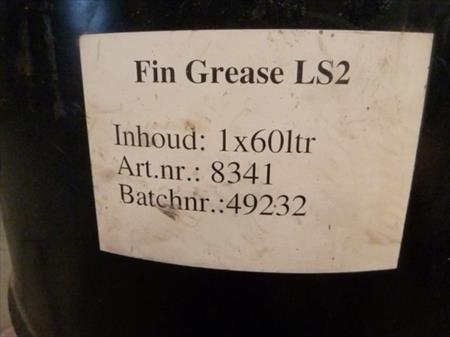 Fin Grease LS2
Inhoud: 1x60ltr
Art.nr.: 8341
Batchnr.:49232